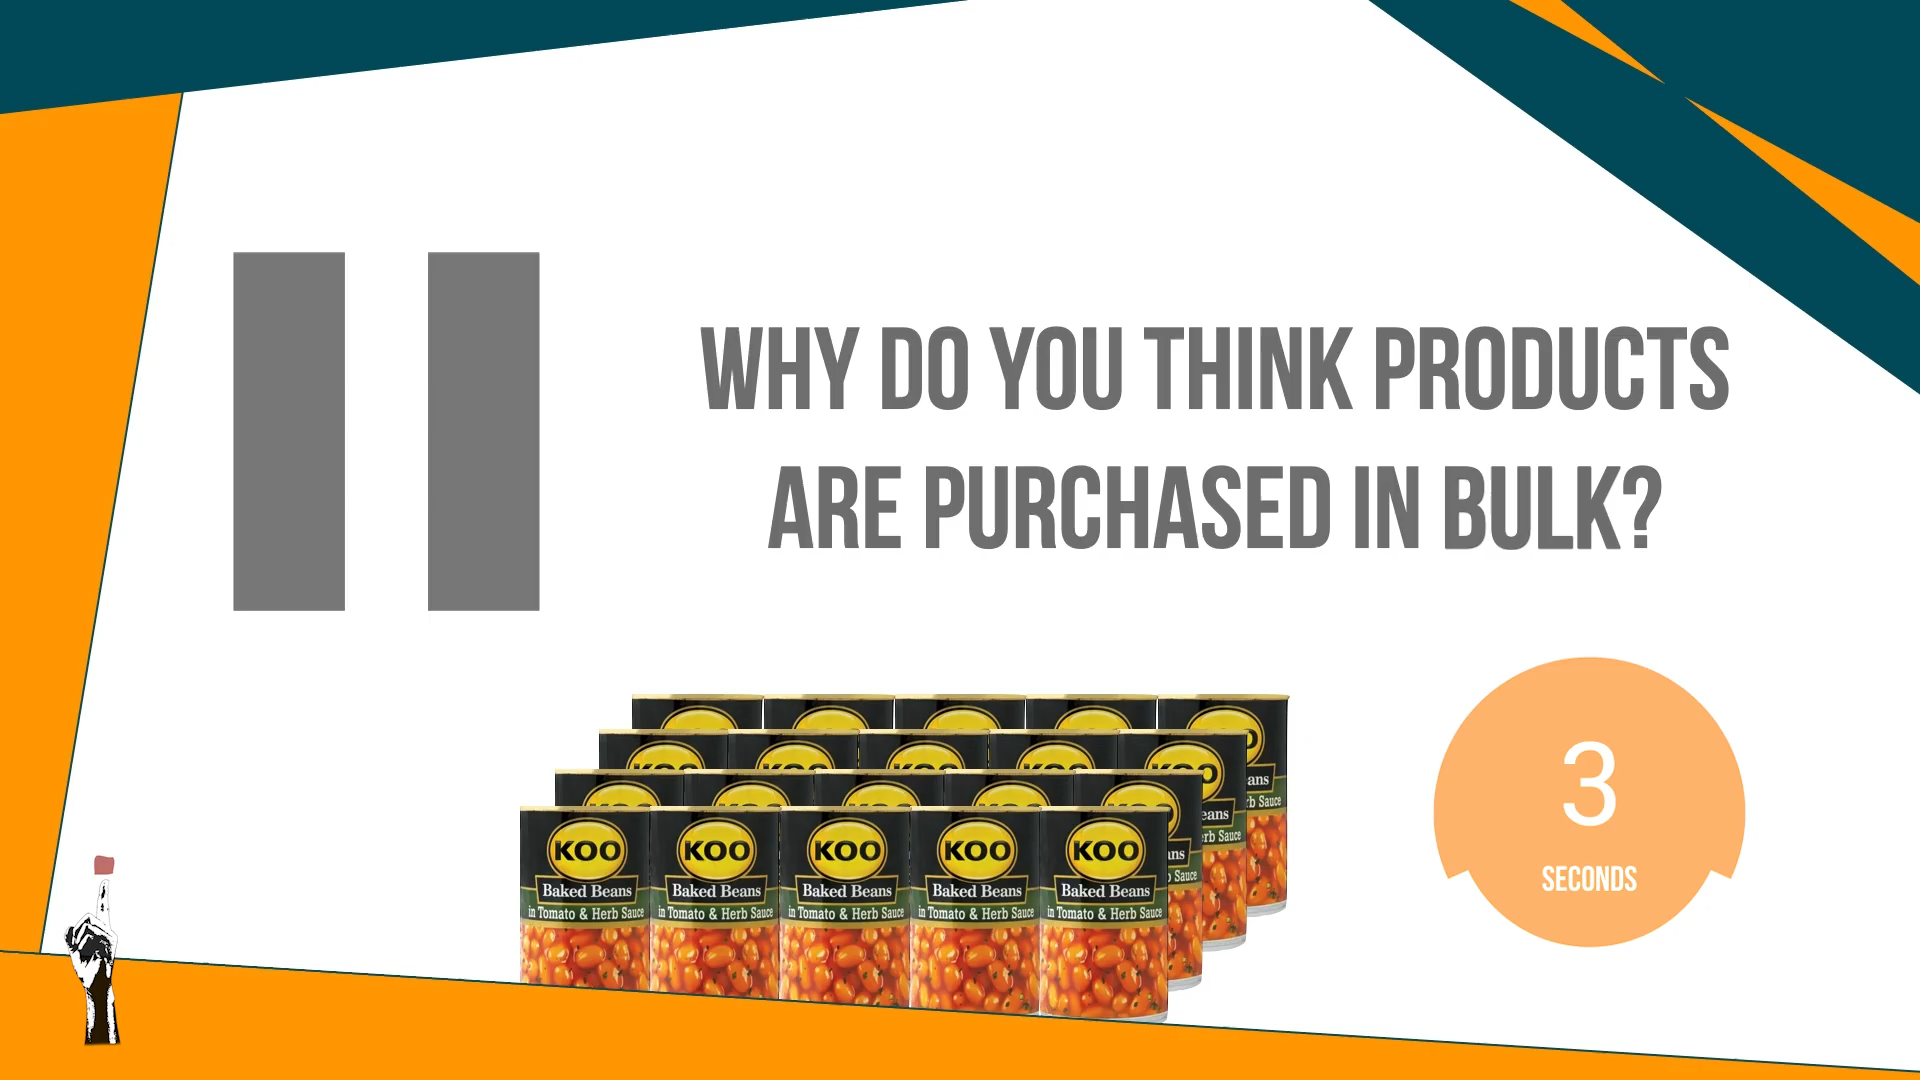 WHY DO YOU THINK PRODUCTS
ARE PURCHASED IN BULK?
3
SECONDS
KOO KOO KOO KOO KOO
Baked Beans Baked Beans Baked Beans Baked Beans Baked Beans
in Tomato & Herb Sauce in Tomato & Herb Sauce in Tomato & Herb Sauce in Tomato & Herb Sauce in Tomato & Herb Sauce